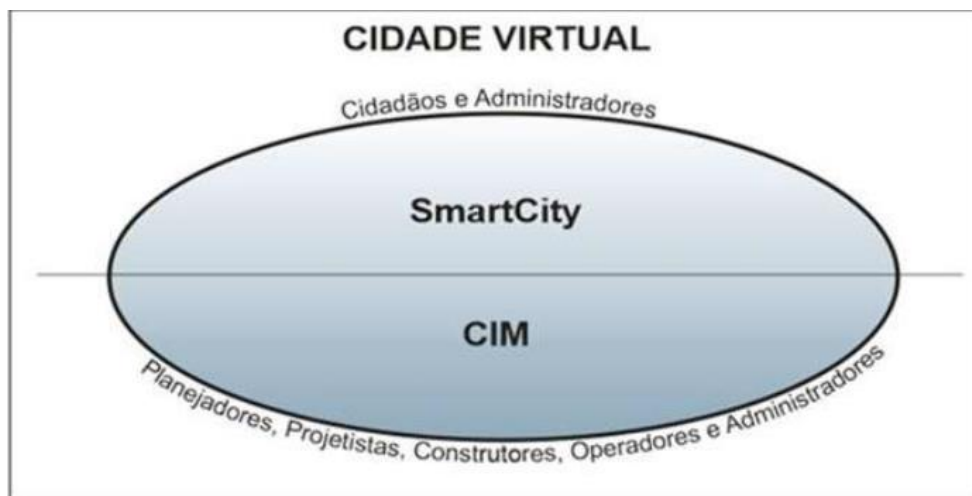 CIDADE VIRTUAL
Cidadãos e Administradores
SmartCity
CIM
Planejadores, Projetistas, Construtores, Operadores e Administradores